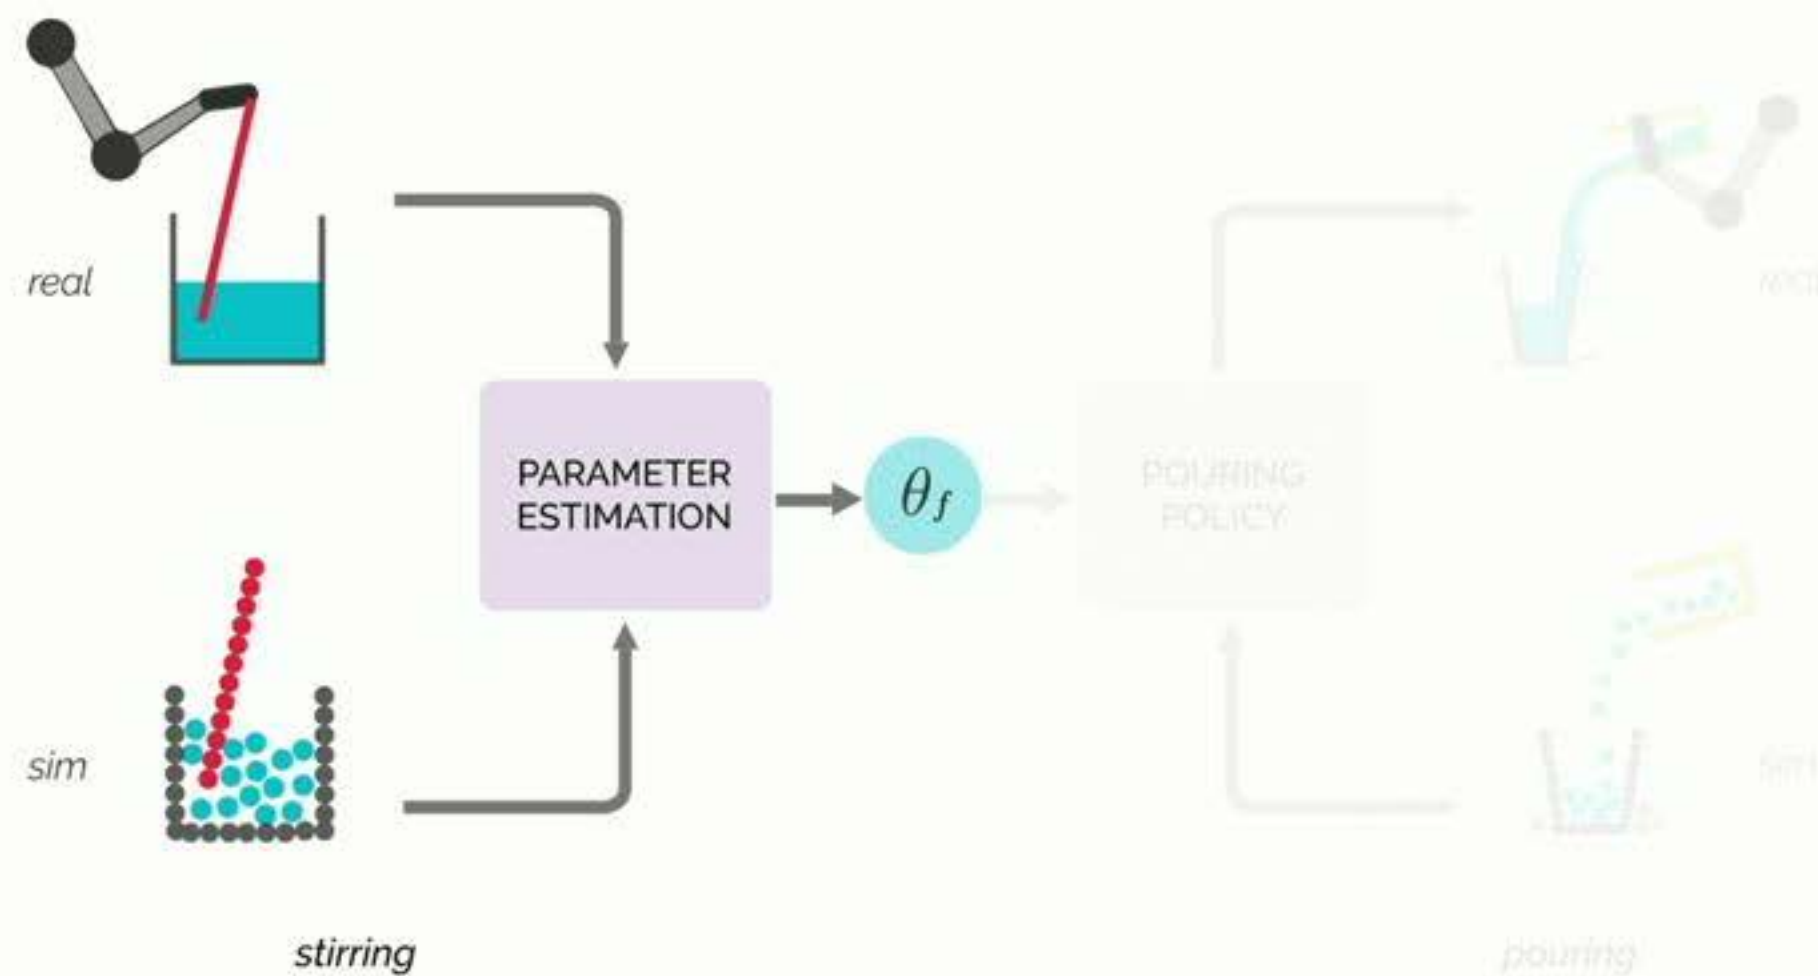 real
PARAMETER
ESTIMATION
θf
POURING
POLICY
sim
stirring
pouring